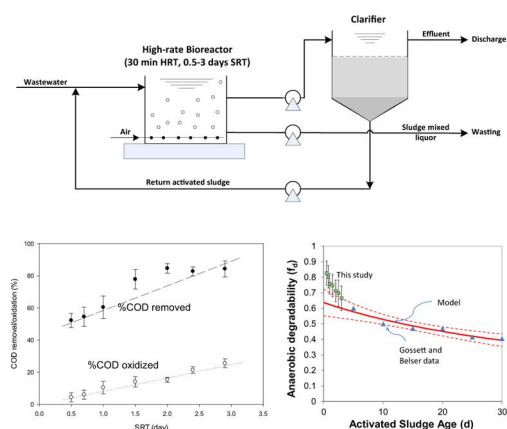 Clarifier
High-rate Bioreactor
(30 min HRT, 0.5-3 days SRT)
Effluent
Discharge
Wastewater
Air
Sludge mixed
liquor
Wasting
Return activated sludge
COD removal/oxidation (%)
100
80
60
40
20
0
%COD removed
%COD oxidized
0.0 0.5 1.0 1.5 2.0 2.5 3.0 3.5
SRT (day)
Anaerobic degradability (fd)
1
0.9
0.8
0.7
0.6
0.5
0.4
0.3
0.2
0.1
0
This study
Model
Gossett and
Belser data
0 5 10 15 20 25 30
Activated Sludge Age (d)